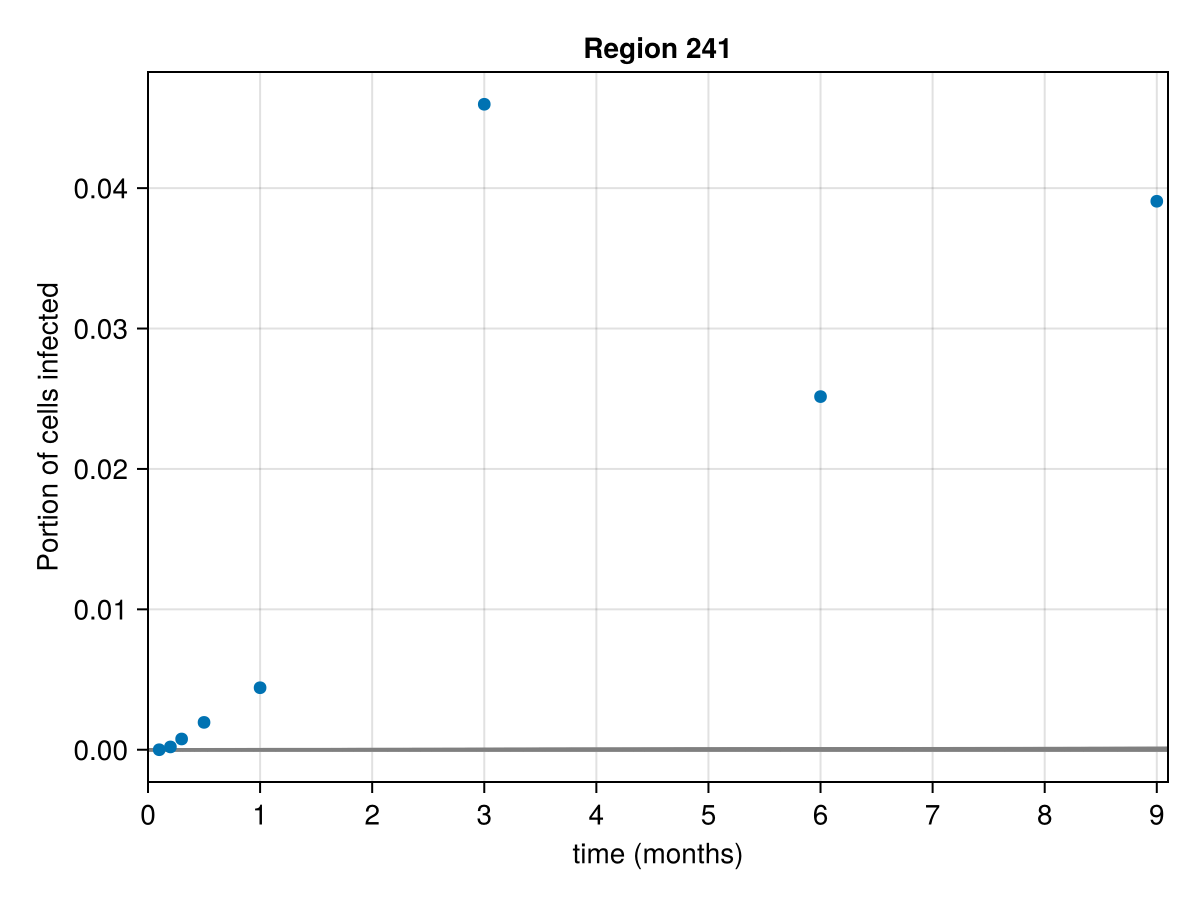 Region 241
Portion of cells infected
0.04
0.03
0.02
0.01
0.00
0 1 2 3 4 5 6 7 8 9
time (months)